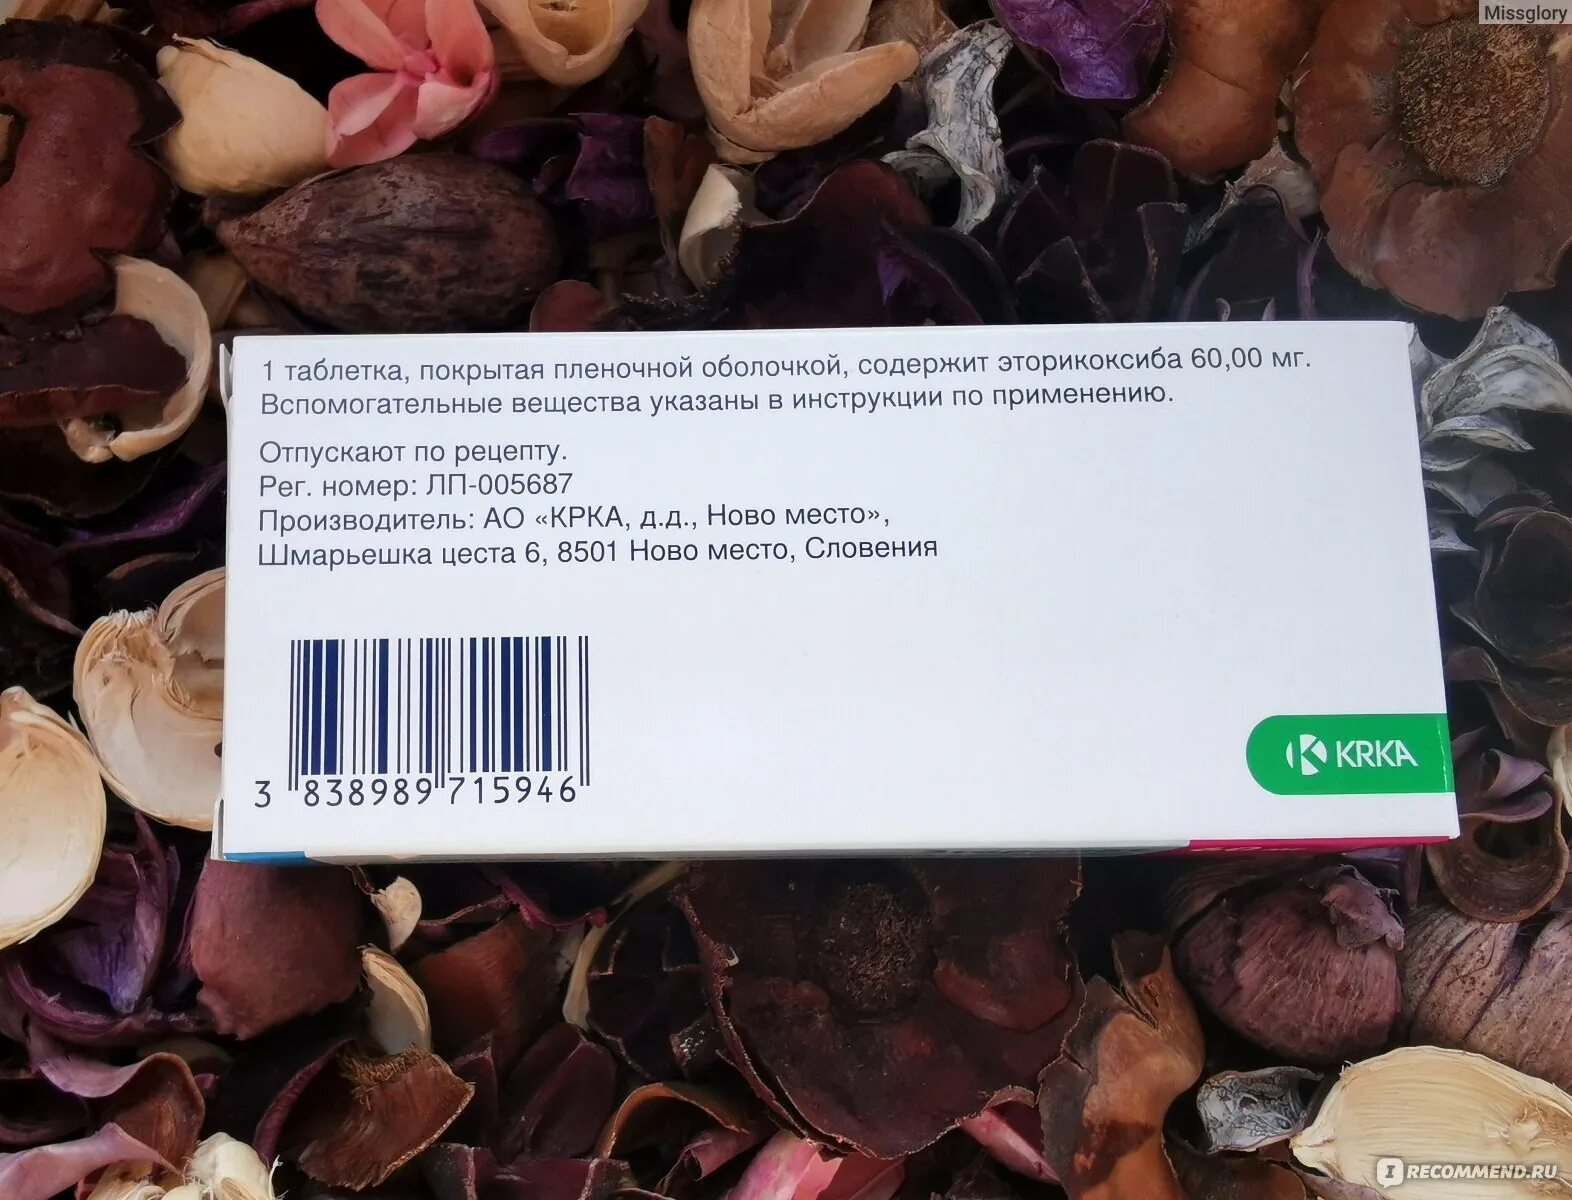 Missglory
1 таблетка, покрытая пленочной оболочкой, содержит эторикоксиба 60,00 мг.
Вспомогательные вещества указаны в инструкции по применению.
Отпускают по рецепту.
Рег. номер: ЛП-005687
Производитель: АО «КРКА, д.д., Ново место»,
Шмарьешка цеста 6, 8501 Ново место, Словения
3 838989 715946
KRKA
IRECOMMEND.RU